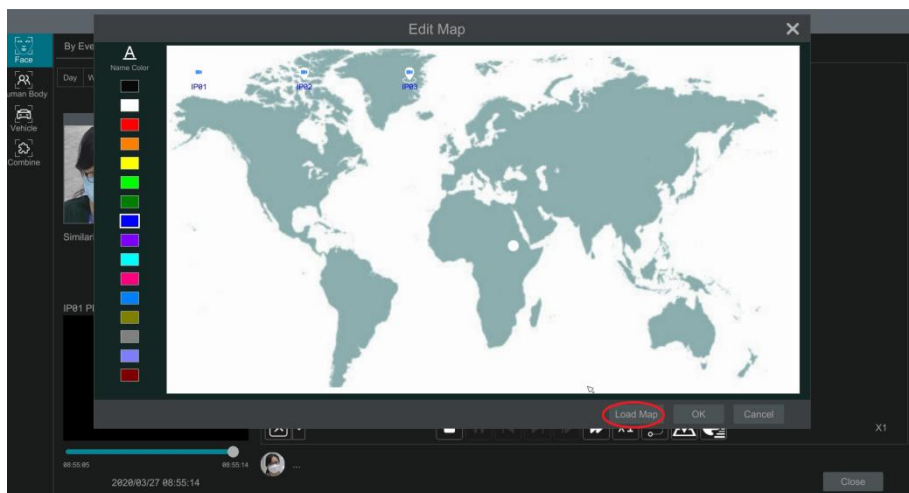 Edit Map
Face
By Eve
A
Name Color
Day W
uman Body
Vehicle
Combine
IP01
IP02
IP03
Similar
IP01 Pl
Load Map
OK
Cancel
X1
X1
08:55:05
08:55:14
...
2020/03/27 08:55:14
Close